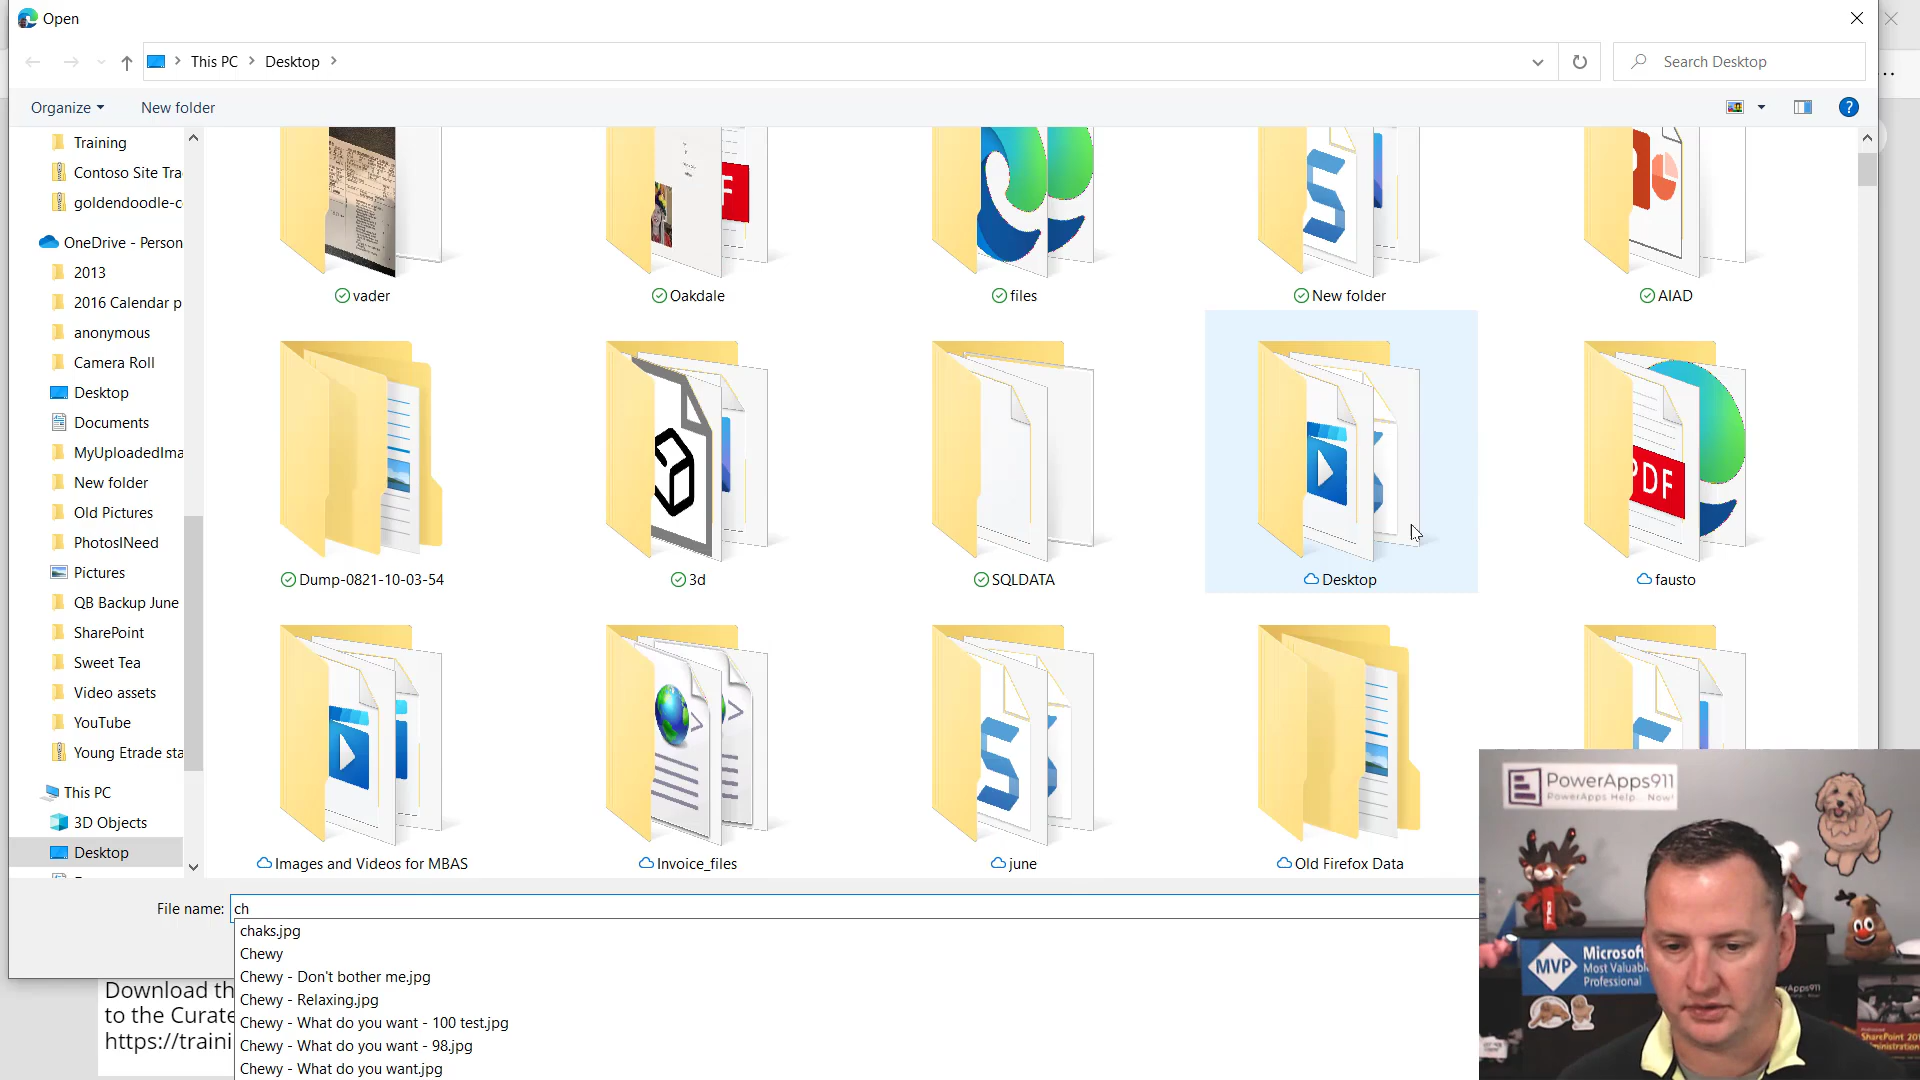 Open
This PC
Desktop
Search Desktop
Organize
New folder
Training
Contoso Site Tra
goldendoodle-c
OneDrive - Person
2013
2016 Calendar p
anonymous
Camera Roll
Desktop
Documents
MyUploadedIma
New folder
Old Pictures
PhotosINeed
Pictures
QB Backup June
SharePoint
Sweet Tea
Video assets
YouTube
Young Etrade sta
This PC
3D Objects
Desktop
vader
Oakdale
files
New folder
AIAD
Dump-0821-10-03-54
3d
SQLDATA
Desktop
fausto
PDF
Images and Videos for MBAS
Invoice_files
june
Old Firefox Data
File name:
ch
chaks.jpg
Chewy
Chewy - Don't bother me.jpg
Chewy - Relaxing.jpg
Chewy - What do you want - 100 test.jpg
Chewy - What do you want - 98.jpg
Chewy - What do you want.jpg
Download th
to the Curate
https://traini
PowerApps911
PowerApps Help... Now!
MVP
Microsoft
Most Valuable
Professional